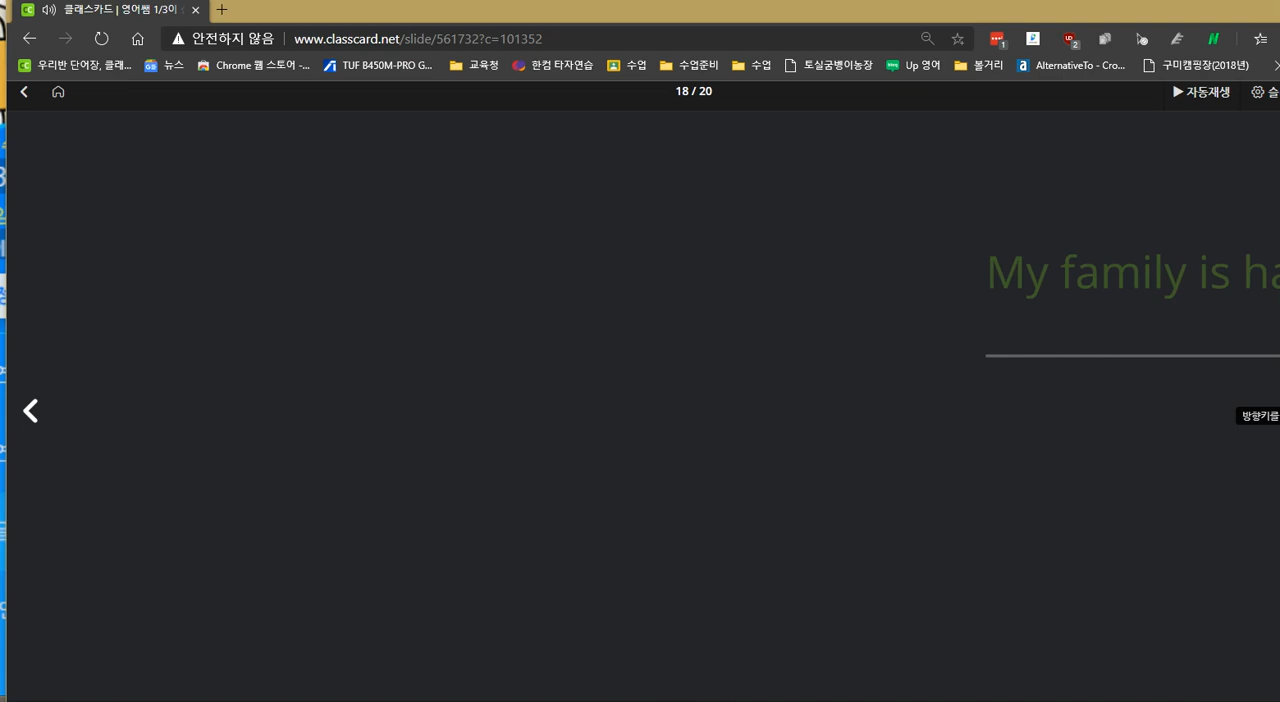 클래스카드 | 영어쌤 1/3이
안전하지 않음 www.classcard.net/slide/561732?c=101352
우리반 단어장, 클래... 뉴스 Chrome 웹 스토어 -... TUF B450M-PRO G... 교육청 한컴 타자연습 수업 수업준비 수업 토실굼뱅이농장 Up 영어 볼거리 AlternativeTo - Cro... 구미캠핑장(2018년)
18 / 20 자동재생 슬
My family is ha
방향키를